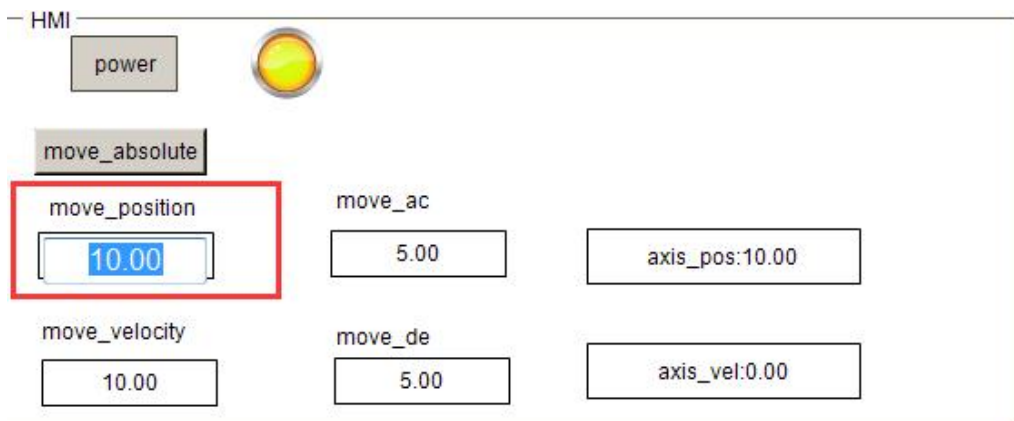 HMI
power
move_absolute
move_position
move_ac
10.00
5.00
axis_pos:10.00
move_velocity
move_de
10.00
5.00
axis_vel:0.00